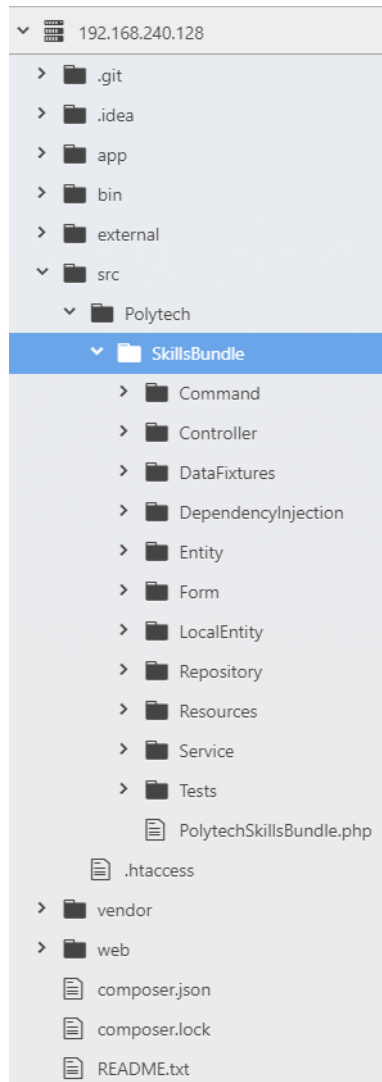 192.168.240.128
.git
.idea
app
bin
external
src
Polytech
SkillsBundle
Command
Controller
DataFixtures
DependencyInjection
Entity
Form
LocalEntity
Repository
Resources
Service
Tests
PolytechSkillsBundle.php
.htaccess
vendor
web
composer.json
composer.lock
README.txt